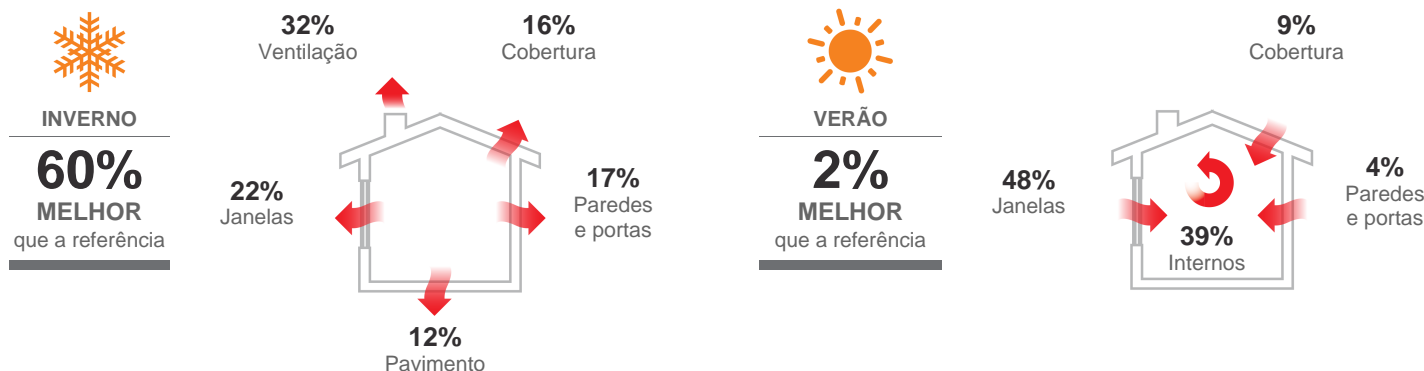 INVERNO
60%
MELHOR
que a referência
32%
Ventilação
16%
Cobertura
22%
Janelas
17%
Paredes
e portas
12%
Pavimento
VERÃO
2%
MELHOR
que a referência
9%
Cobertura
48%
Janelas
4%
Paredes
e portas
39%
Internos